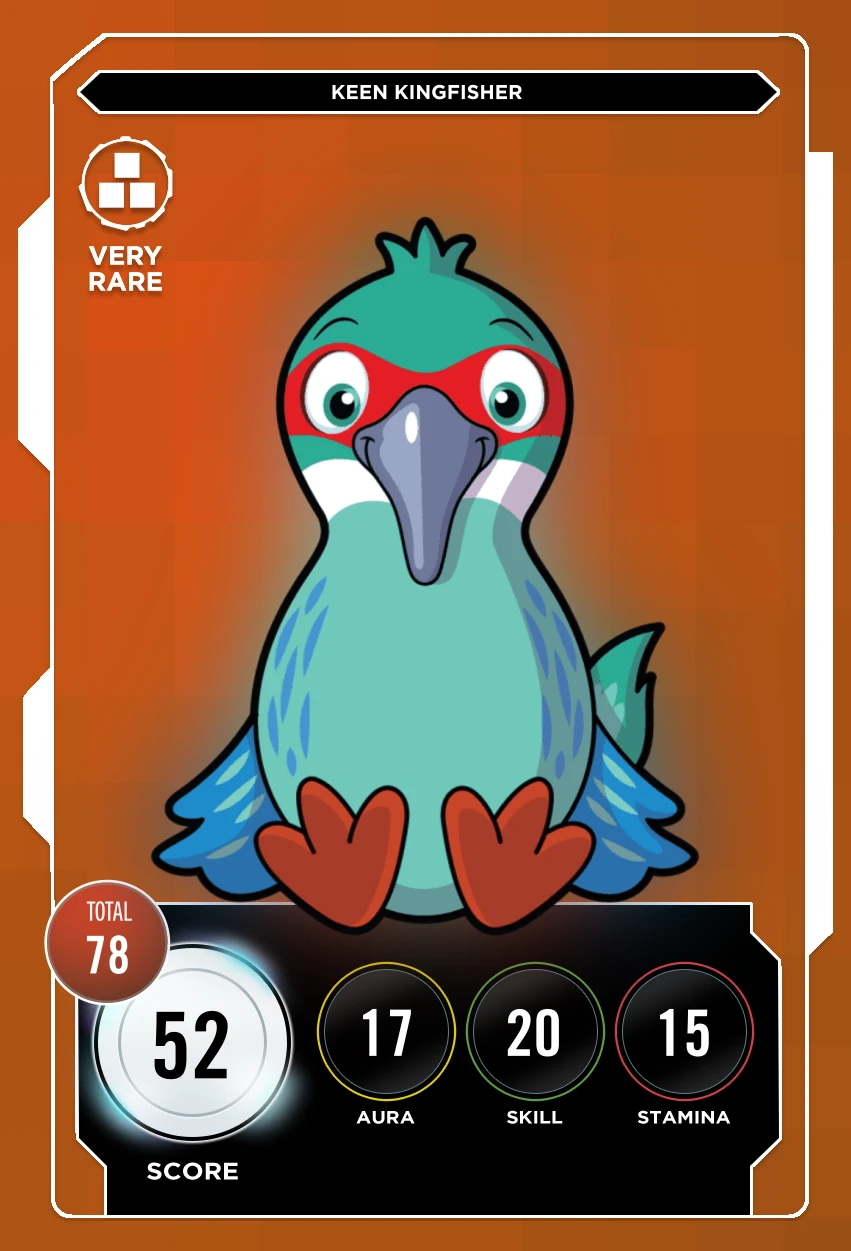 KEEN KINGFISHER
VERY
RARE
TOTAL
78
52
SCORE
17
AURA
20
SKILL
15
STAMINA